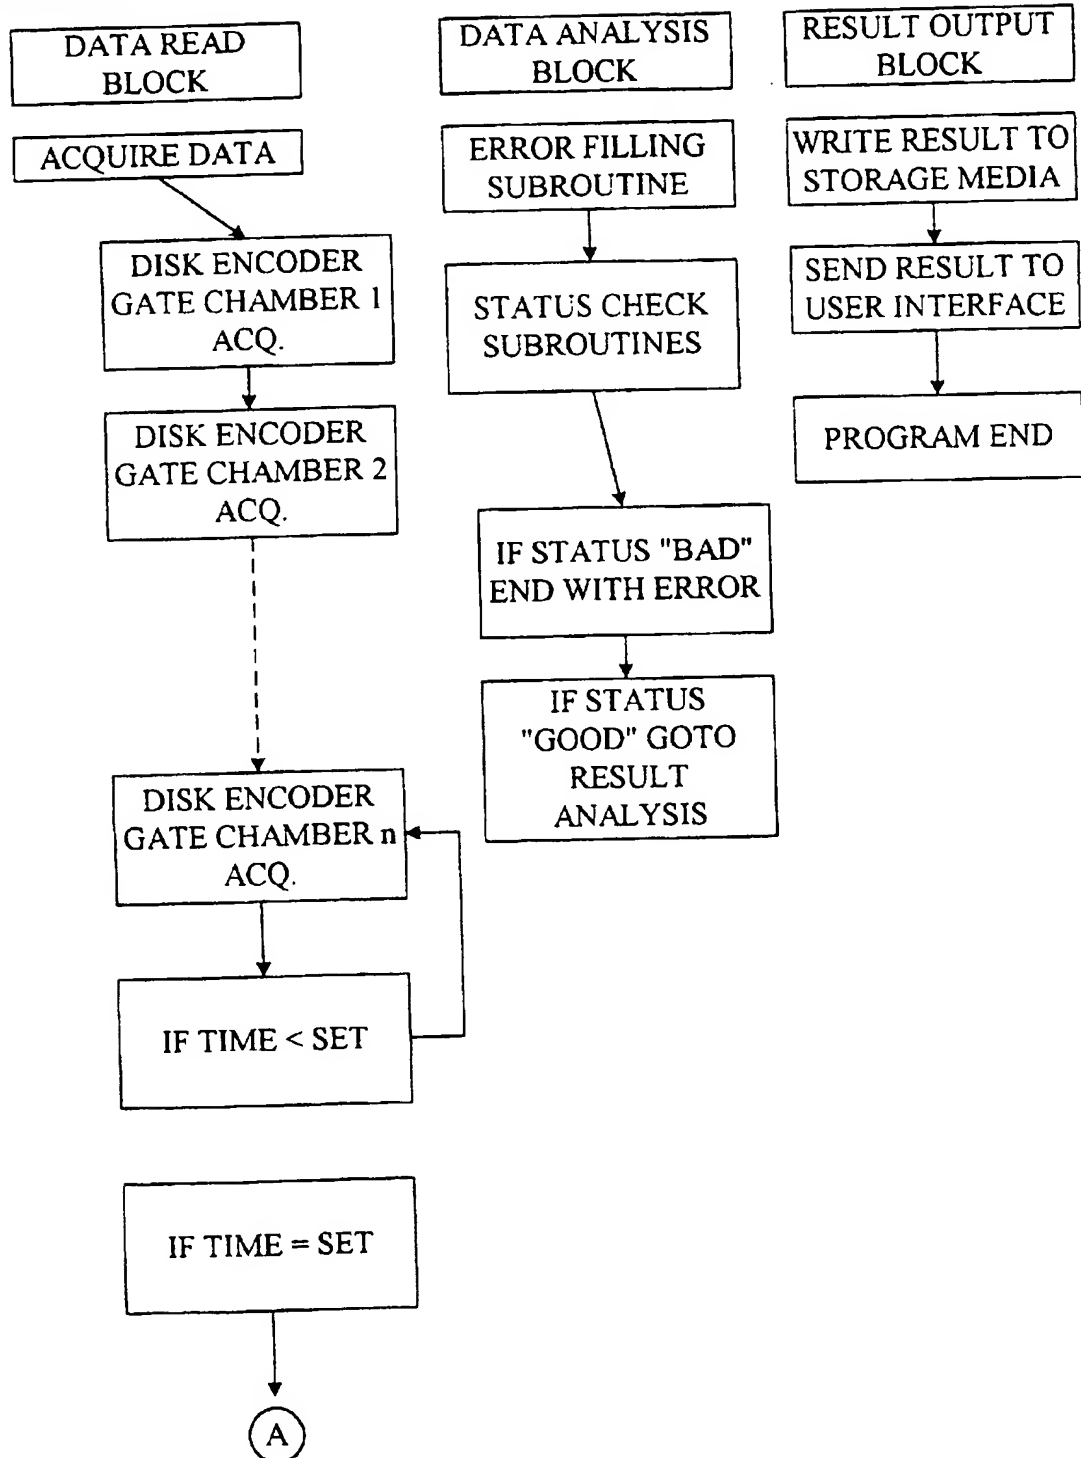 DATA READ
BLOCK
ACQUIRE DATA
DISK ENCODER
GATE CHAMBER 1
ACQ.
DISK ENCODER
GATE CHAMBER 2
ACQ.
DISK ENCODER
GATE CHAMBER n
ACQ.
IF TIME < SET
IF TIME = SET
A
DATA ANALYSIS
BLOCK
ERROR FILLING
SUBROUTINE
STATUS CHECK
SUBROUTINES
IF STATUS "BAD"
END WITH ERROR
IF STATUS
"GOOD" GOTO
RESULT
ANALYSIS
RESULT OUTPUT
BLOCK
WRITE RESULT TO
STORAGE MEDIA
SEND RESULT TO
USER INTERFACE
PROGRAM END